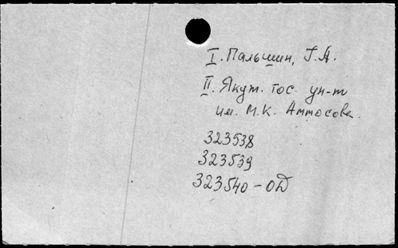 I. Пальшин, Г.А.
II. Якут. гос. ун-т
им. М.К. Аммосова.
323538
323539
323540-ОД